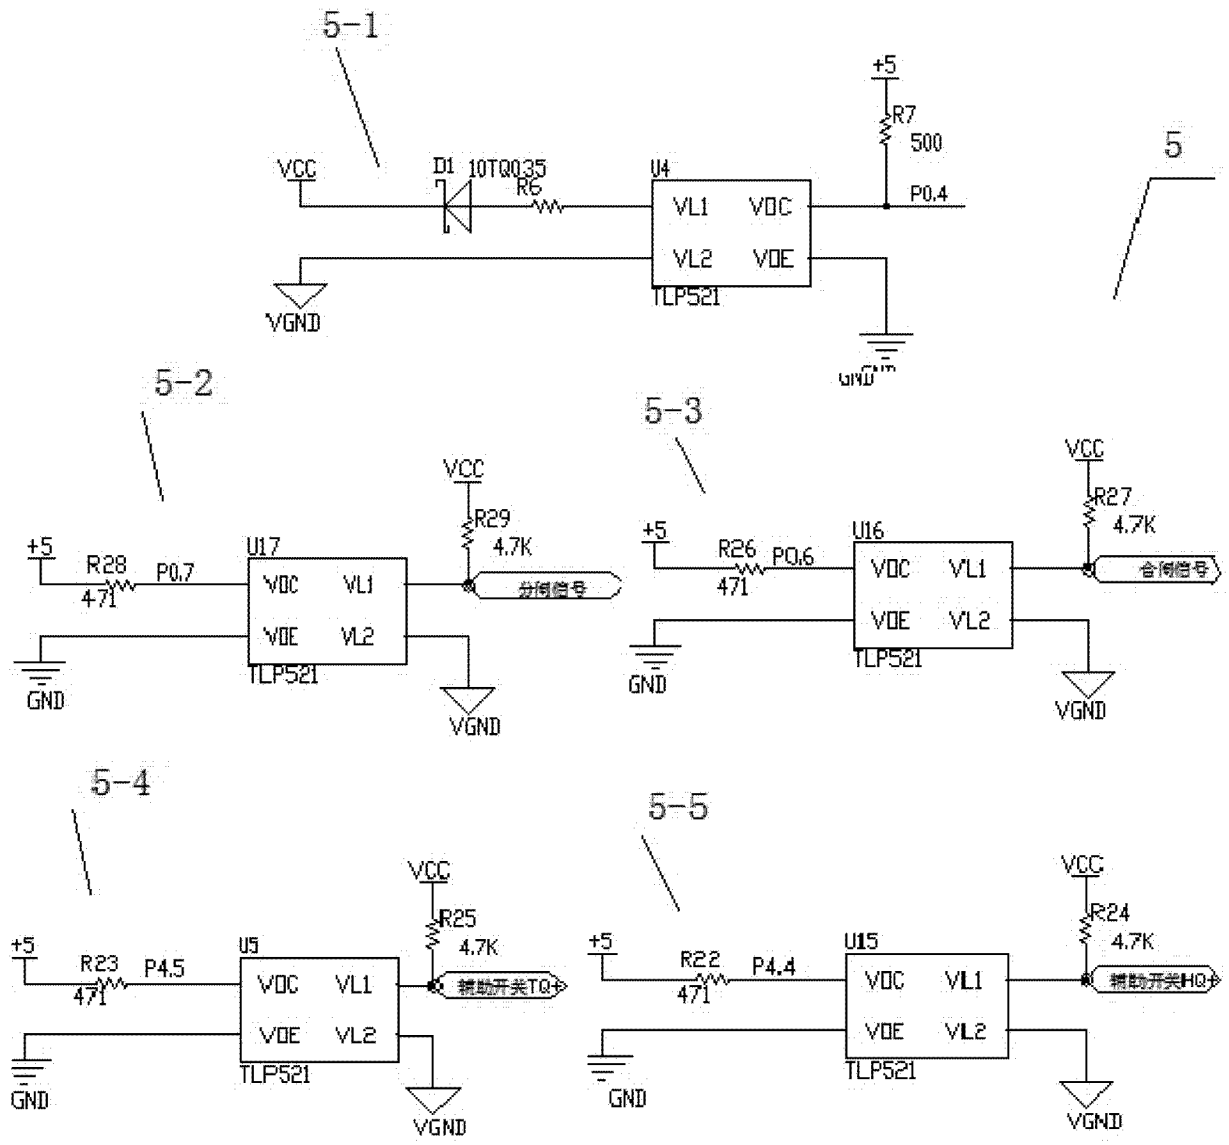 5-1
+5
R7
500
5
VCC
D1 10TQ035
R6
U4
VL1 VOC
P0.4
VL2 VOE
TLP521
VGND
GND
5-2
5-3
VCC
R29
4.7K
VCC
R27
4.7K
+5
R28
471
P0.7
U17
VOC VL1
分闸信号
VOE VL2
TLP521
GND
VGND
+5
R26
471
P0.6
U16
VOC VL1
合闸信号
VOE VL2
TLP521
GND
VGND
5-4
5-5
VCC
R25
4.7K
VCC
R24
4.7K
+5
R23
471
P4.5
U5
VOC VL1
辅助开关TQ+
VOE VL2
TLP521
GND
VGND
+5
R22
471
P4.4
U15
VOC VL1
辅助开关HQ+
VOE VL2
TLP521
GND
VGND